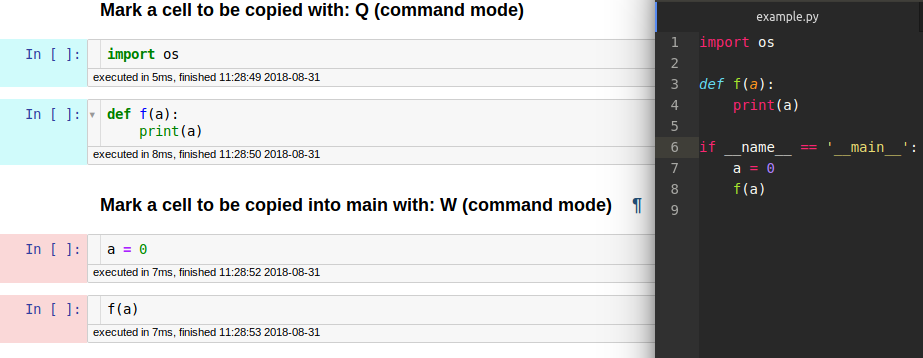 Mark a cell to be copied with: Q (command mode)
In [ ]: import os
executed in 5ms, finished 11:28:49 2018-08-31
In [ ]: def f(a):
    print(a)
executed in 8ms, finished 11:28:50 2018-08-31
Mark a cell to be copied into main with: W (command mode) ¶
In [ ]: a = 0
executed in 7ms, finished 11:28:52 2018-08-31
In [ ]: f(a)
executed in 7ms, finished 11:28:53 2018-08-31
example.py
1 import os
2
3 def f(a):
4     print(a)
5
6 if __name__ == '__main__':
7     a = 0
8     f(a)
9